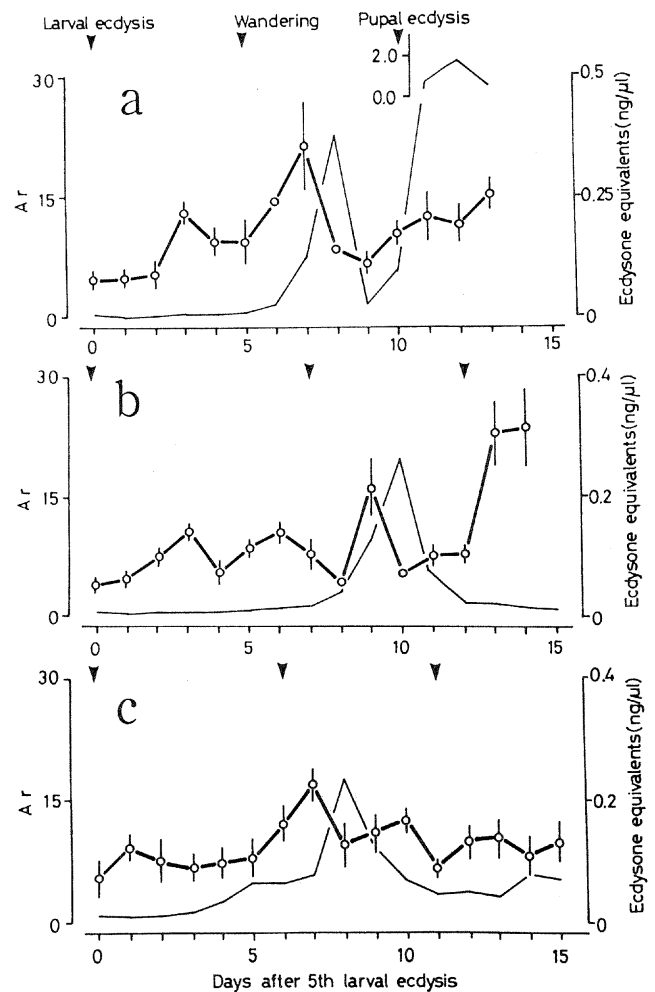 Larval ecdysis Wandering Pupal ecdysis
a
2.0
0.0
30
15
0
Ar
0.5
0.25
0
Ecdysone equivalents(ng/µl)
0 5 10 15
b
30
15
0
Ar
0.4
0.2
0
Ecdysone equivalents(ng/µl)
0 5 10 15
c
30
15
0
Ar
0.4
0.2
0
Ecdysone equivalents(ng/µl)
0 5 10 15
Days after 5th larval ecdysis